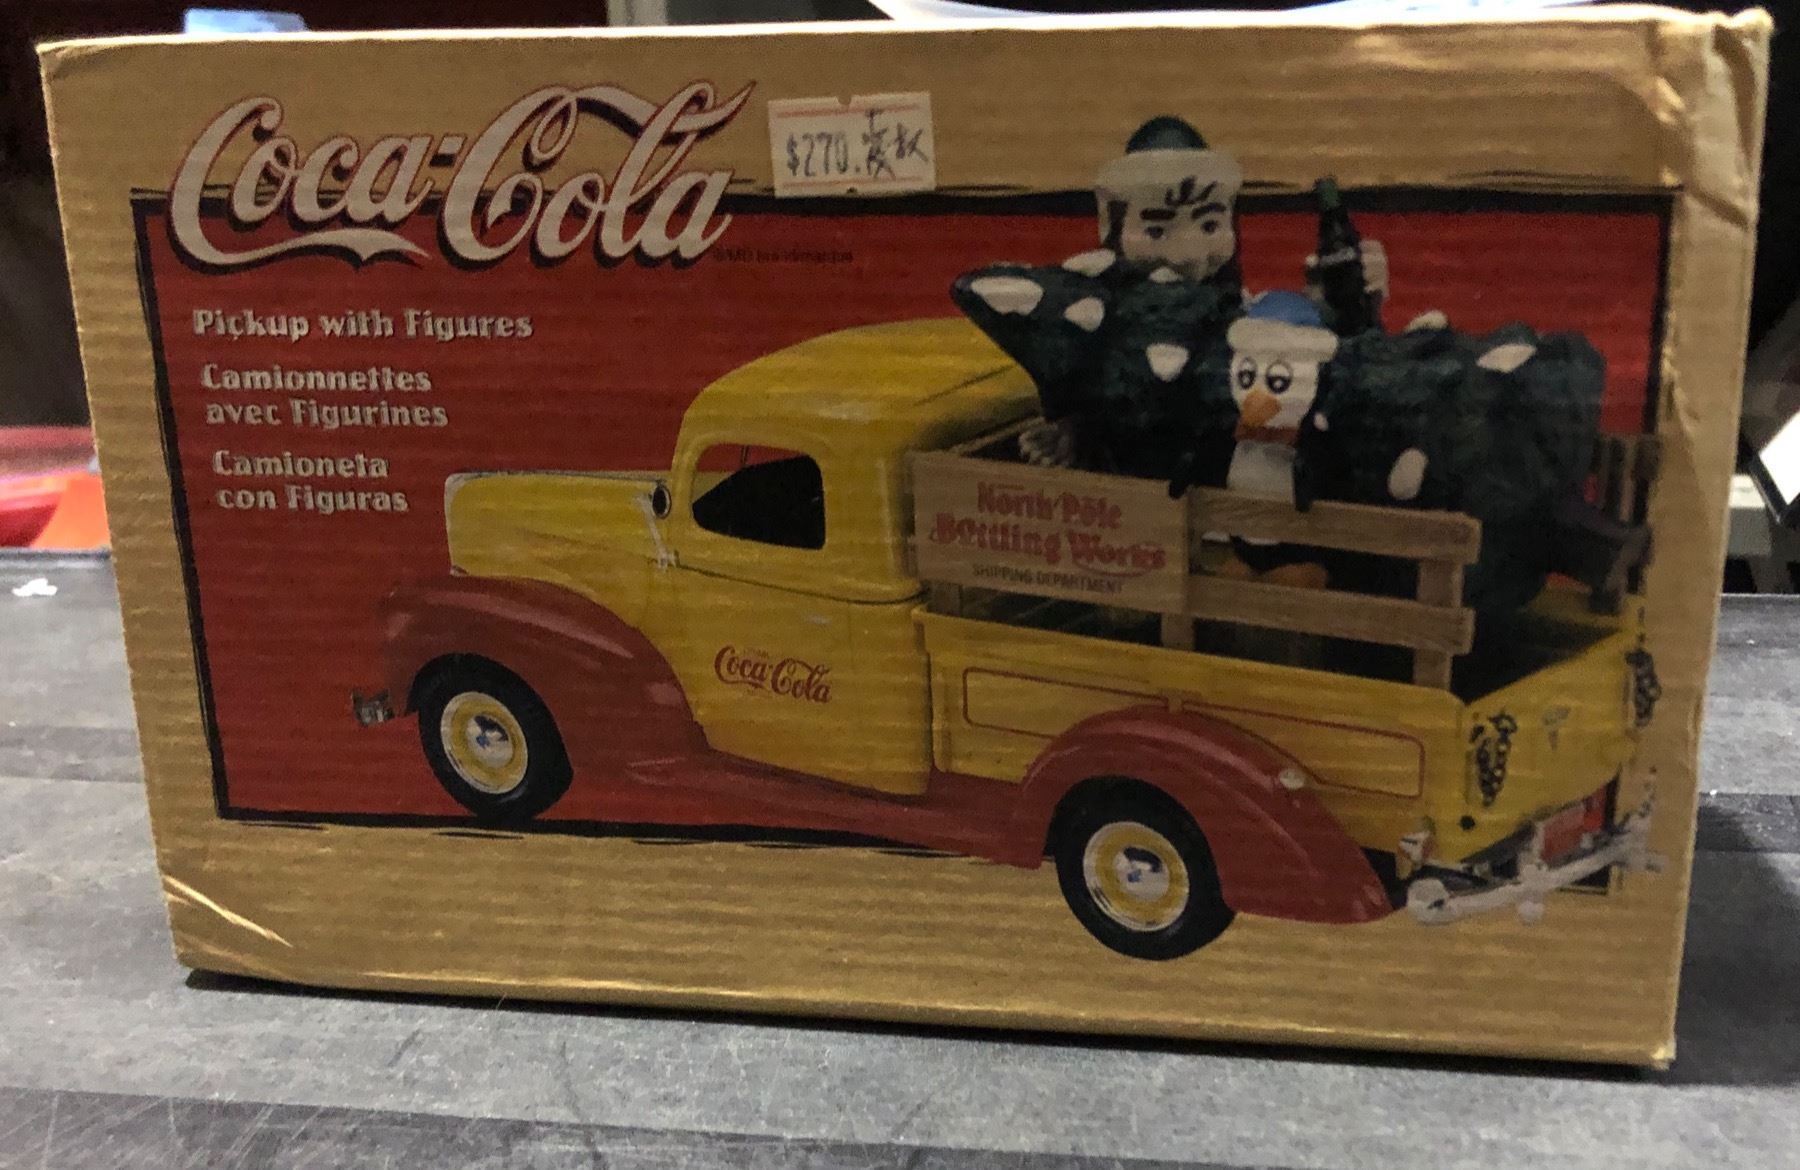 Coca-Cola
$270.
Pickup with Figures
Camionnettes
avec Figurines
Camioneta
con Figuras
North Pole
Bottling Works
SHIPPING DEPARTMENT
Coca-Cola